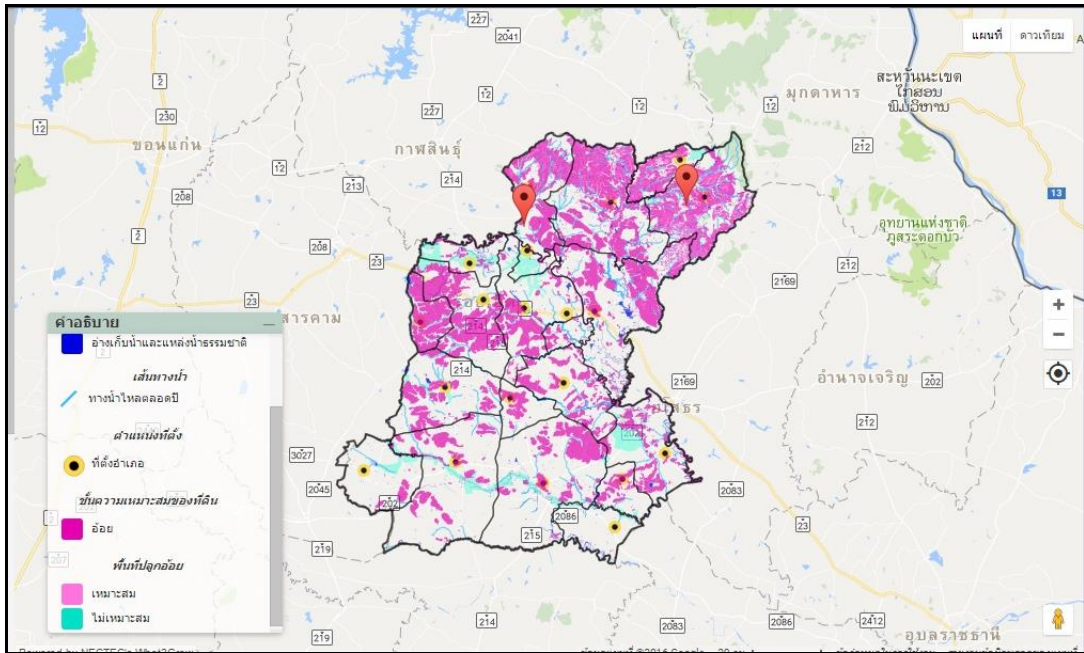 227
2041
แผนที่ ดาวเทียม
สะหวันนะเขต
ไกสอน
พมวิหาน
มุกดาหาร
12
2
12
12
12
230
227
212
ขอนแก่น
กาฬสินธุ์
12
213
214
208
13
อุทยานแห่งชาติ
ภูสระดอกบัว
2
208
23
212
2169
23
สารคาม
คำอธิบาย
อ่างเก็บน้ำและแหล่งน้ำธรรมชาติ
เส้นทางน้ำ
ทางน้ำไหลตลอดปี
ตำแหน่งที่ตั้ง
ที่ตั้งอำเภอ
ชั้นความเหมาะสมของที่ดิน
อ้อย
พื้นที่ปลูกอ้อย
เหมาะสม
ไม่เหมาะสม
214
214
2169
อำนาจเจริญ
202
โสธร
212
202
3027
2045
202
2083
23
2086
219
215
207
214
2083
2086
2412
219
อุบลราชธานี